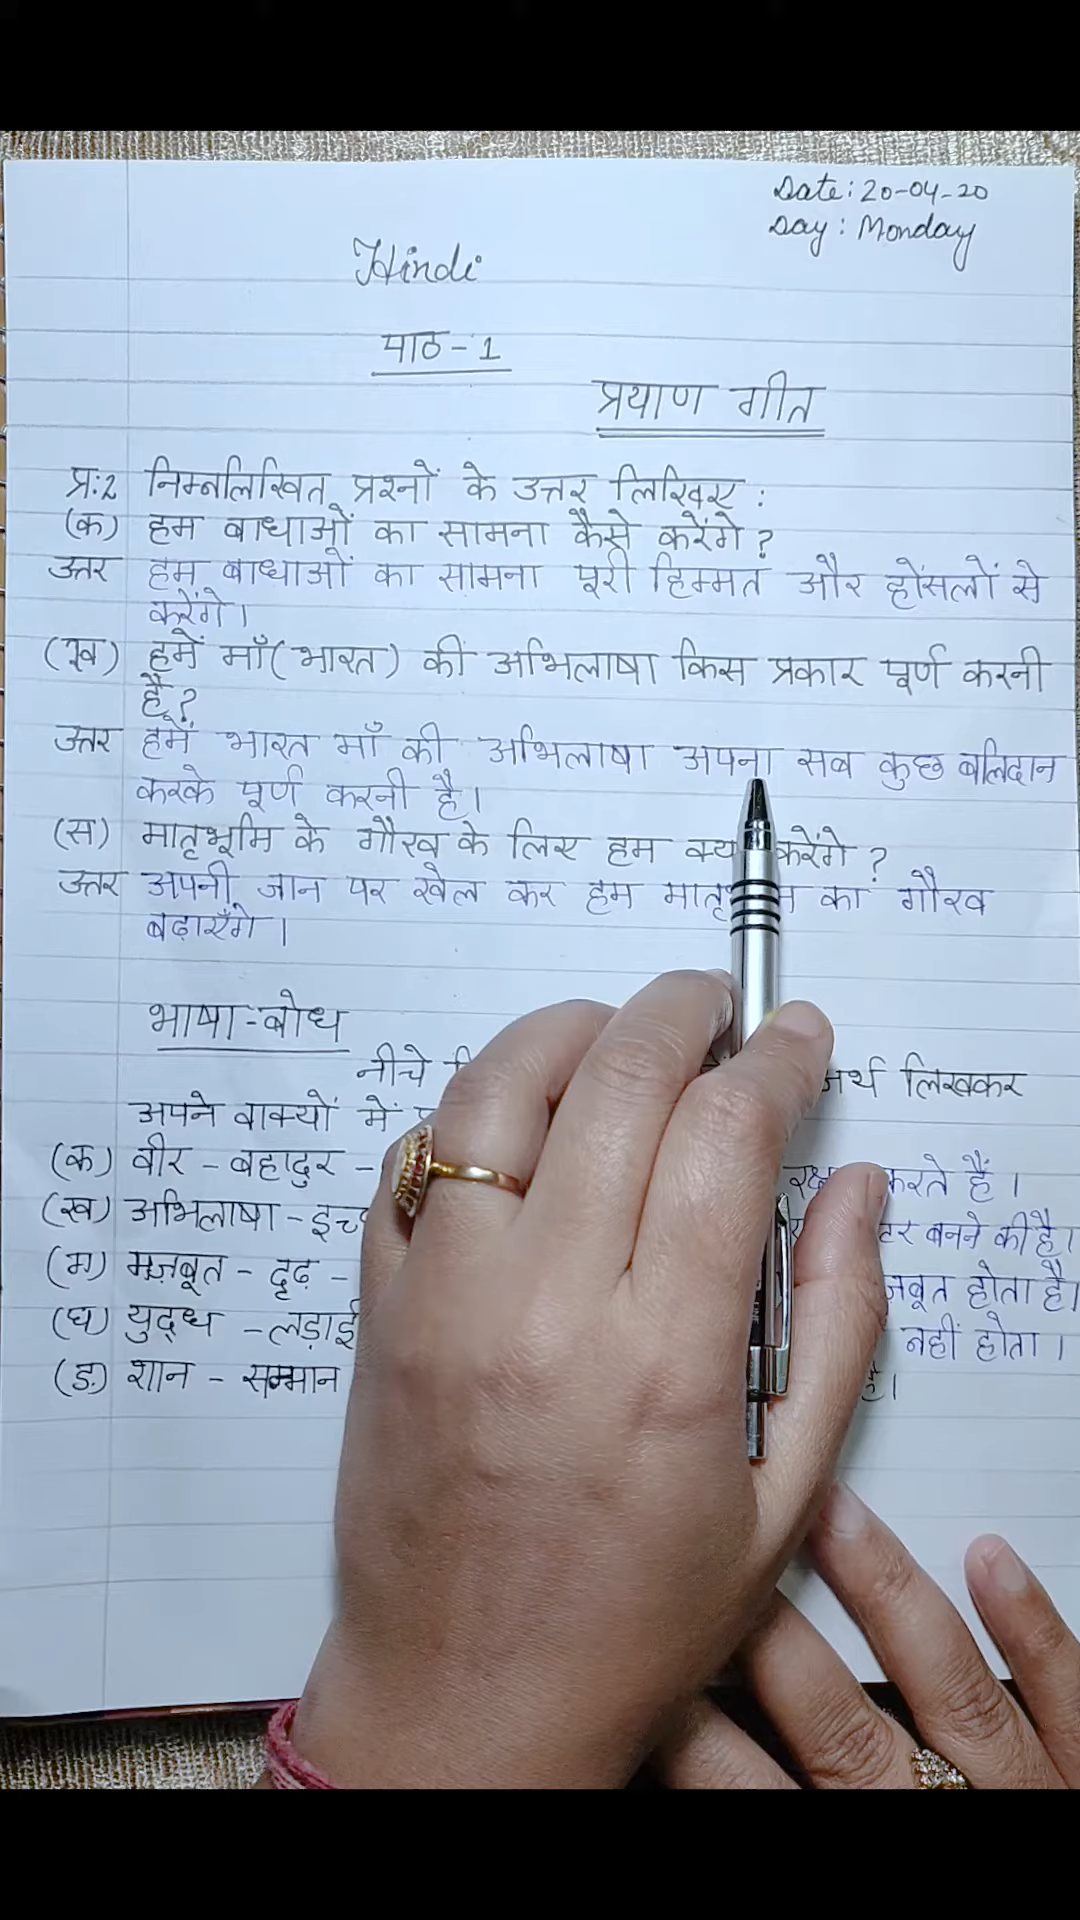 Date: 20-04-20
Day: Monday
Hindi
पाठ - 1
प्रयाण गीत
प्र:2 निम्नलिखित प्रश्नों के उत्तर लिखिए :
(क) हम बाधाओं का सामना कैसे करेंगे ?
उत्तर हम बाधाओं का सामना पूरी हिम्मत और होंसलों से
करेंगे।
(ख) हमें माँ (भारत) की अभिलाषा किस प्रकार पूर्ण करनी
है ?
उत्तर हमें भारत माँ की अभिलाषा अपना सब कुछ बलिदान
करके पूर्ण करनी है।
(स) मातृभूमि के गौरव के लिए हम करेंगे ?
उत्तर अपनी जान पर खेल कर हम का गौरव
बढ़ाएँगे।
भाषा-बोध
नीचे अर्थ लिखकर
अपने वाक्यों में
(क) वीर - बहादुर - करते हैं।
(ख) अभिलाषा - बनने की है।
(ग) मज़बूत - दृढ़ - होता है।
(घ) युद्ध - लड़ाई नहीं होता।
(ङ) शान - सम्मान